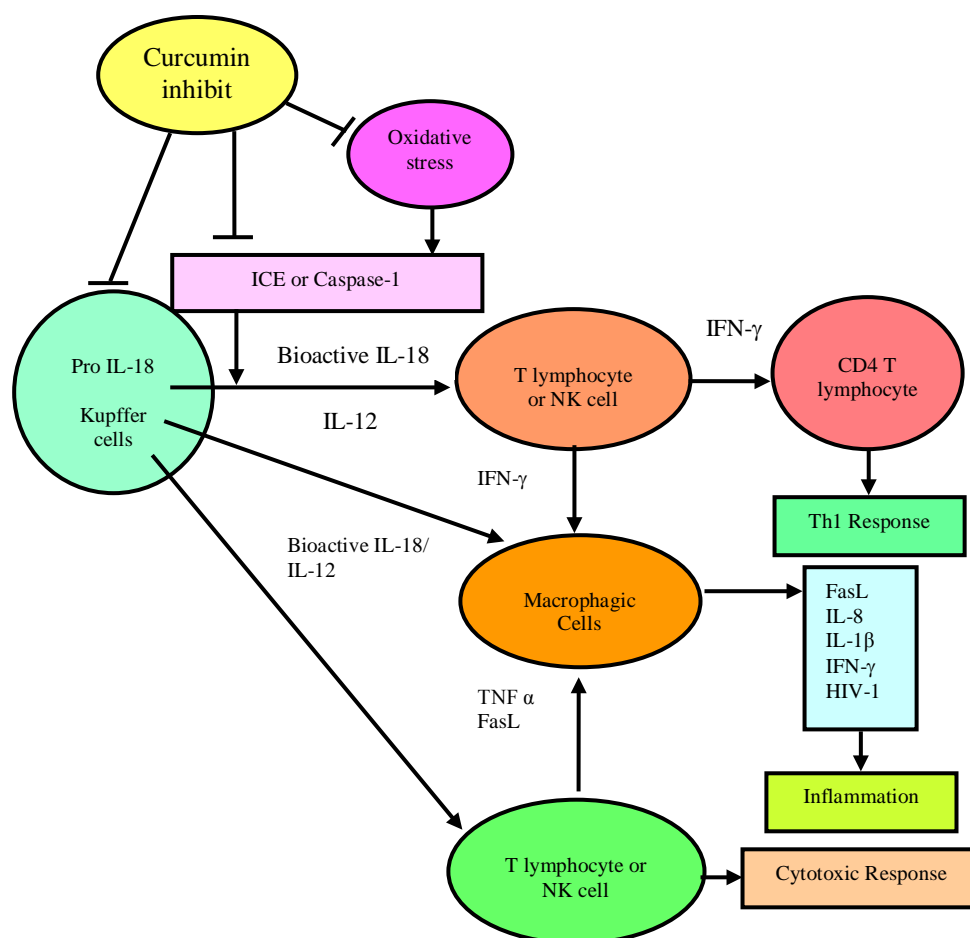 Curcumin
inhibit
Oxidative
stress
ICE or Caspase-1
Pro IL-18
Kupffer
cells
Bioactive IL-18
IL-12
T lymphocyte
or NK cell
IFN-γ
CD4 T
lymphocyte
IFN-γ
Th1 Response
Bioactive IL-18/
IL-12
Macrophagic
Cells
FasL
IL-8
IL-1β
IFN-γ
HIV-1
TNF α
FasL
Inflammation
T lymphocyte or
NK cell
Cytotoxic Response